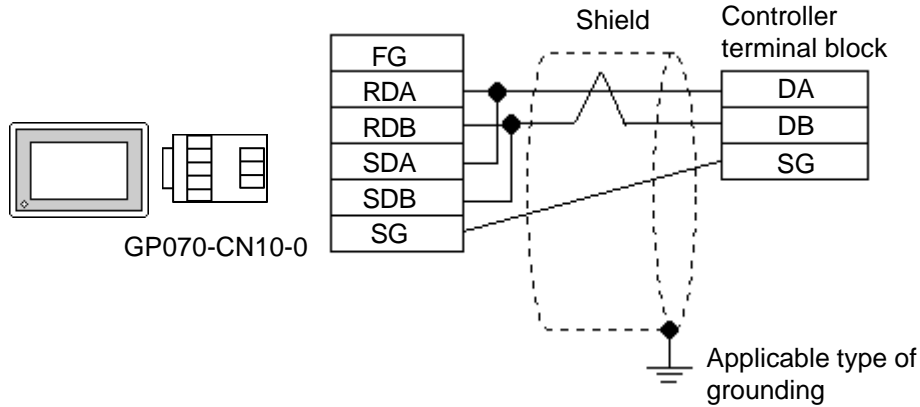 Shield
Controller
terminal block
FG
RDA
RDB
SDA
SDB
SG
DA
DB
SG
GP070-CN10-0
Applicable type of
grounding